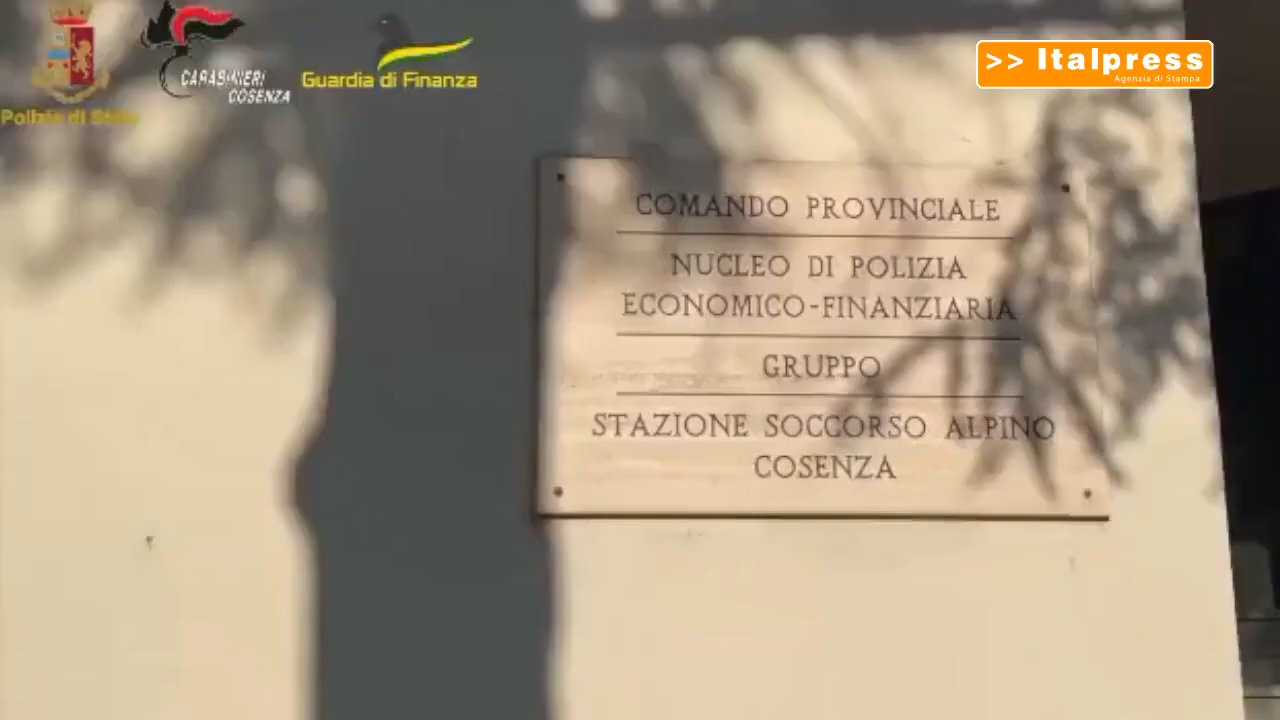 Polizia di Stato
CARABINIERI
COSENZA
Guardia di Finanza
>> Italpress
Agenzia di Stampa
COMANDO PROVINCIALE
NUCLEO DI POLIZIA
ECONOMICO-FINANZIARIA
GRUPPO
STAZIONE SOCCORSO ALPINO
COSENZA